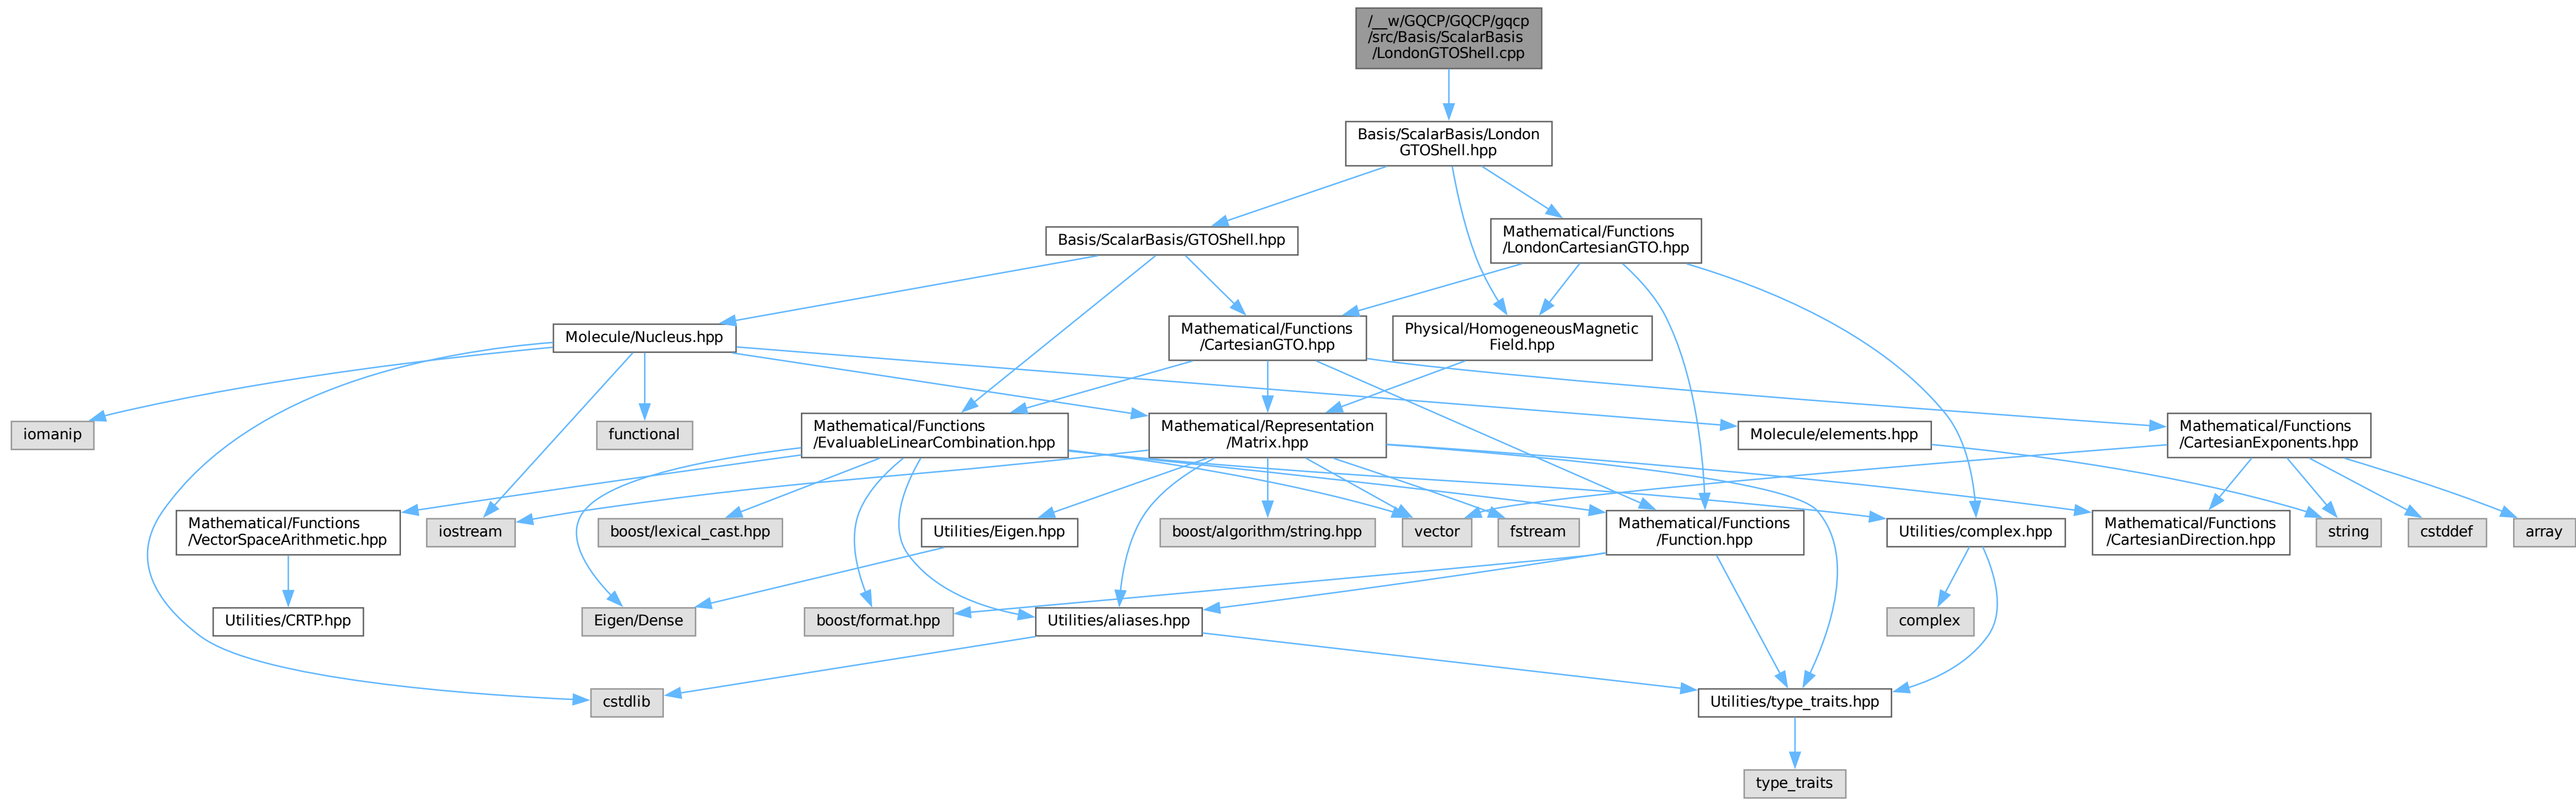 /__w/GQCP/GQCP/gqcp
/src/Basis/ScalarBasis
/LondonGTOShell.cpp
Basis/ScalarBasis/London
GTOShell.hpp
Basis/ScalarBasis/GTOShell.hpp
Mathematical/Functions
/LondonCartesianGTO.hpp
Molecule/Nucleus.hpp
Mathematical/Functions
/CartesianGTO.hpp
Physical/HomogeneousMagnetic
Field.hpp
iomanip
functional
Mathematical/Functions
/EvaluableLinearCombination.hpp
Mathematical/Representation
/Matrix.hpp
Molecule/elements.hpp
Mathematical/Functions
/CartesianExponents.hpp
Mathematical/Functions
/VectorSpaceArithmetic.hpp
iostream
boost/lexical_cast.hpp
Utilities/Eigen.hpp
boost/algorithm/string.hpp
vector
fstream
Mathematical/Functions
/Function.hpp
Utilities/complex.hpp
Mathematical/Functions
/CartesianDirection.hpp
string
cstddef
array
Utilities/CRTP.hpp
Eigen/Dense
boost/format.hpp
Utilities/aliases.hpp
complex
cstdlib
Utilities/type_traits.hpp
type_traits